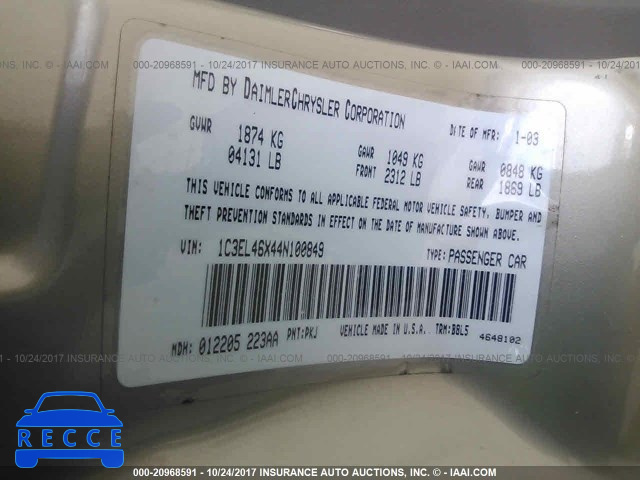 000-20968591 - 10/24/2017 INSURANCE AUTO AUCTIONS, INC. - © IAAI.COM
MFD BY DAIMLERCHRYSLER CORPORATION
DATE OF MFR: 1-03
GVWR 1874 KG 04131 LB
GAWR FRONT 1049 KG 2312 LB
GAWR REAR 0848 KG 1869 LB
THIS VEHICLE CONFORMS TO ALL APPLICABLE FEDERAL MOTOR VEHICLE SAFETY, BUMPER AND
THEFT PREVENTION STANDARDS IN EFFECT ON THE DATE OF MANUFACTURE SHOWN ABOVE.
VIN: 1C3EL46X44N100849 TYPE: PASSENGER CAR
MDH: 012205 223AA PNT:PKJ VEHICLE MADE IN U.S.A. TRM:BBL5 4648102
RECCE
000-20968591 - 10/24/2017 INSURANCE AUTO AUCTIONS, INC. - © IAAI.COM